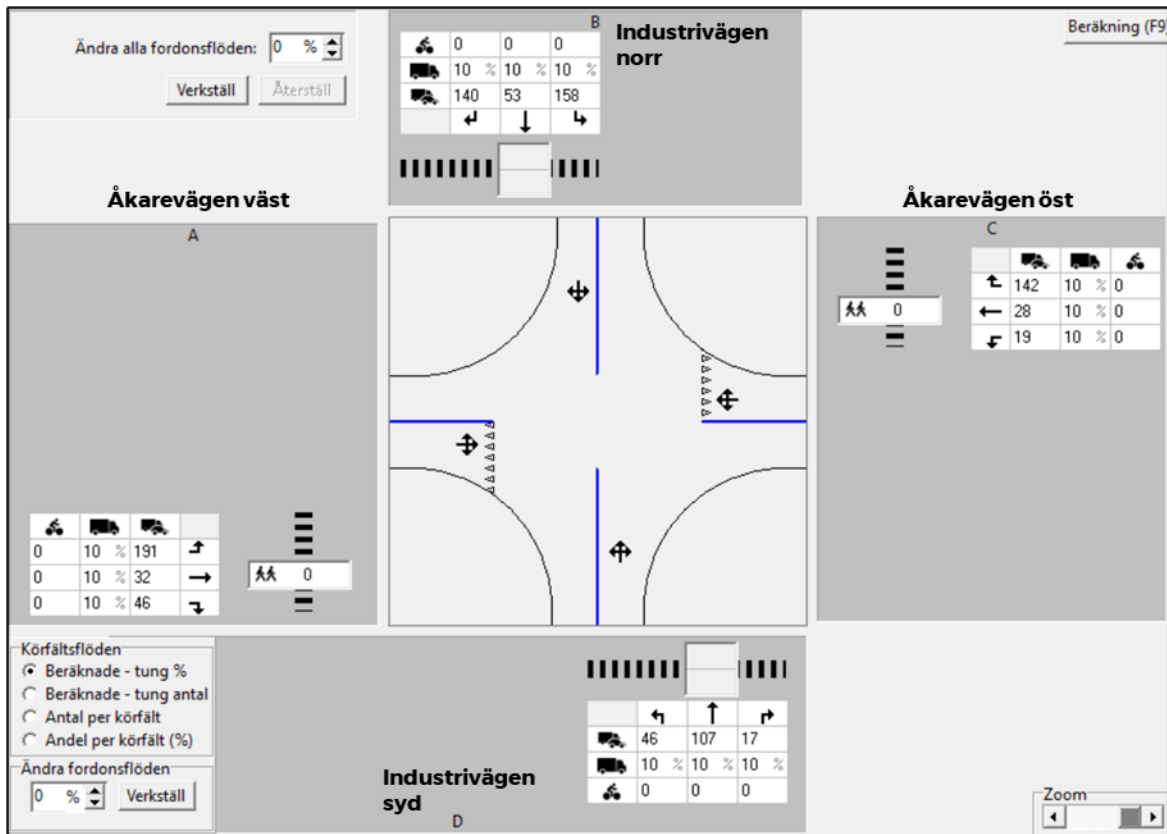 B
Industrivägen
norr
Beräkning (F9)
Ändra alla fordonsflöden: 0 %
Verkställ Återställ
0 0 0
10 % 10 % 10 %
140 53 158
Åkarevägen väst
A
Åkarevägen öst
C
142 10 % 0
28 10 % 0
19 10 % 0
0
0 10 % 191
0 10 % 32
0 10 % 46
0
Körfältsflöden
Beräknade - tung %
Beräknade - tung antal
Antal per körfält
Andel per körfält (%)
Ändra fordonsflöden
0 % Verkställ
46 107 17
10 % 10 % 10 %
0 0 0
Industrivägen
syd
D
Zoom